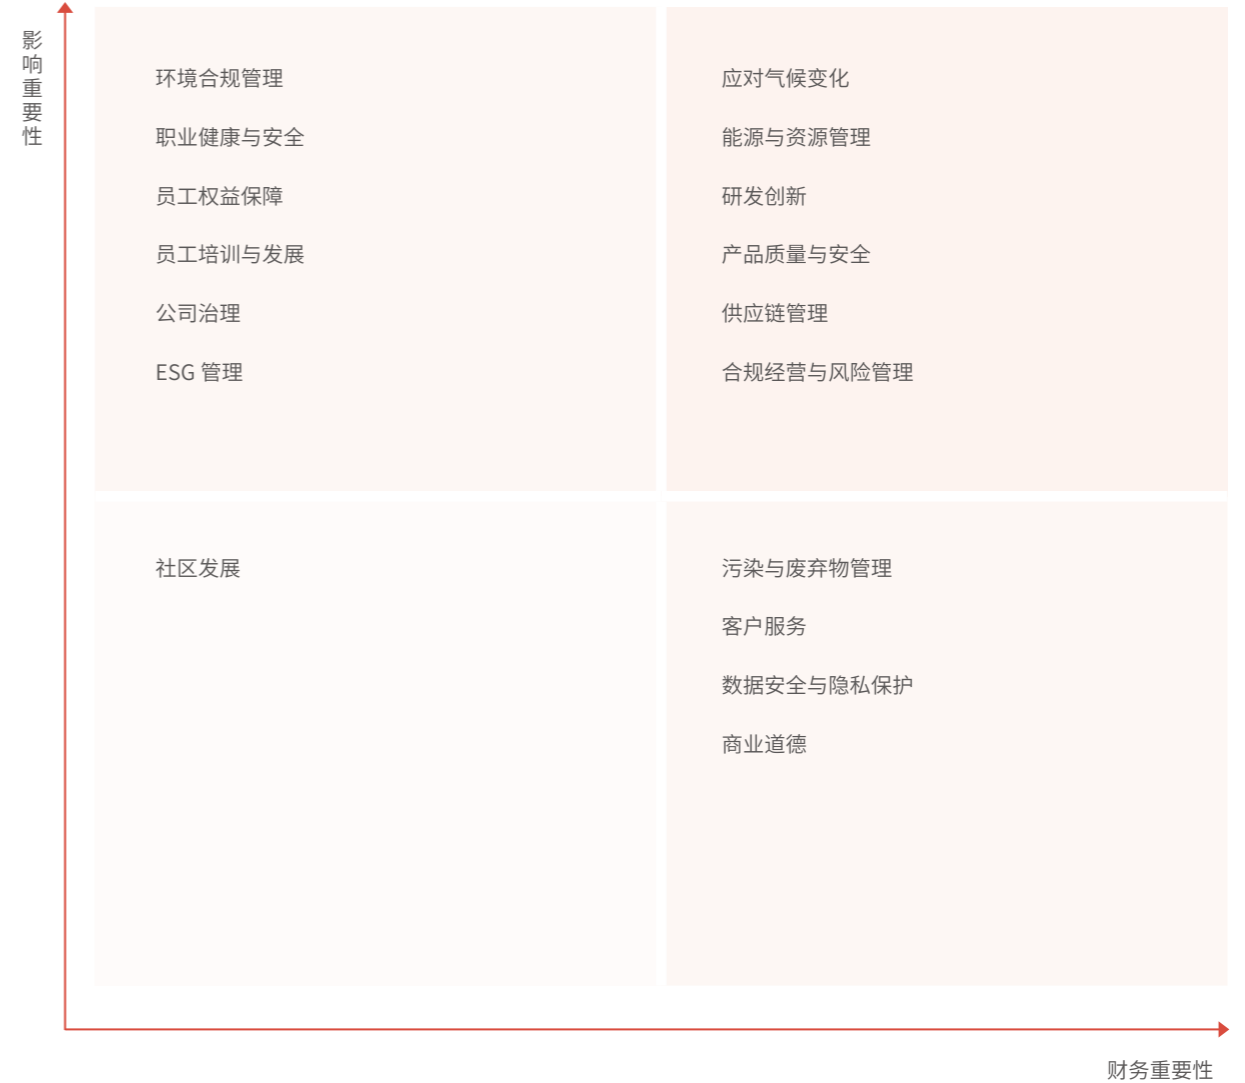 影响重要性
环境合规管理
职业健康与安全
员工权益保障
员工培训与发展
公司治理
ESG 管理
应对气候变化
能源与资源管理
研发创新
产品质量与安全
供应链管理
合规经营与风险管理
社区发展
污染与废弃物管理
客户服务
数据安全与隐私保护
商业道德
财务重要性